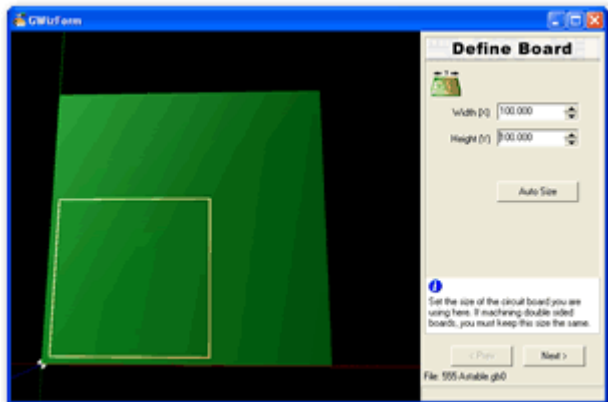 GWizForm
Define Board
Width (X) 100.000
Height (Y) 100.000
Auto Size
Set the size of the circuit board you are
using here. If machining double sided
boards, you must keep this size the same.
< Prev Next >
File: 555-Astable.gb0